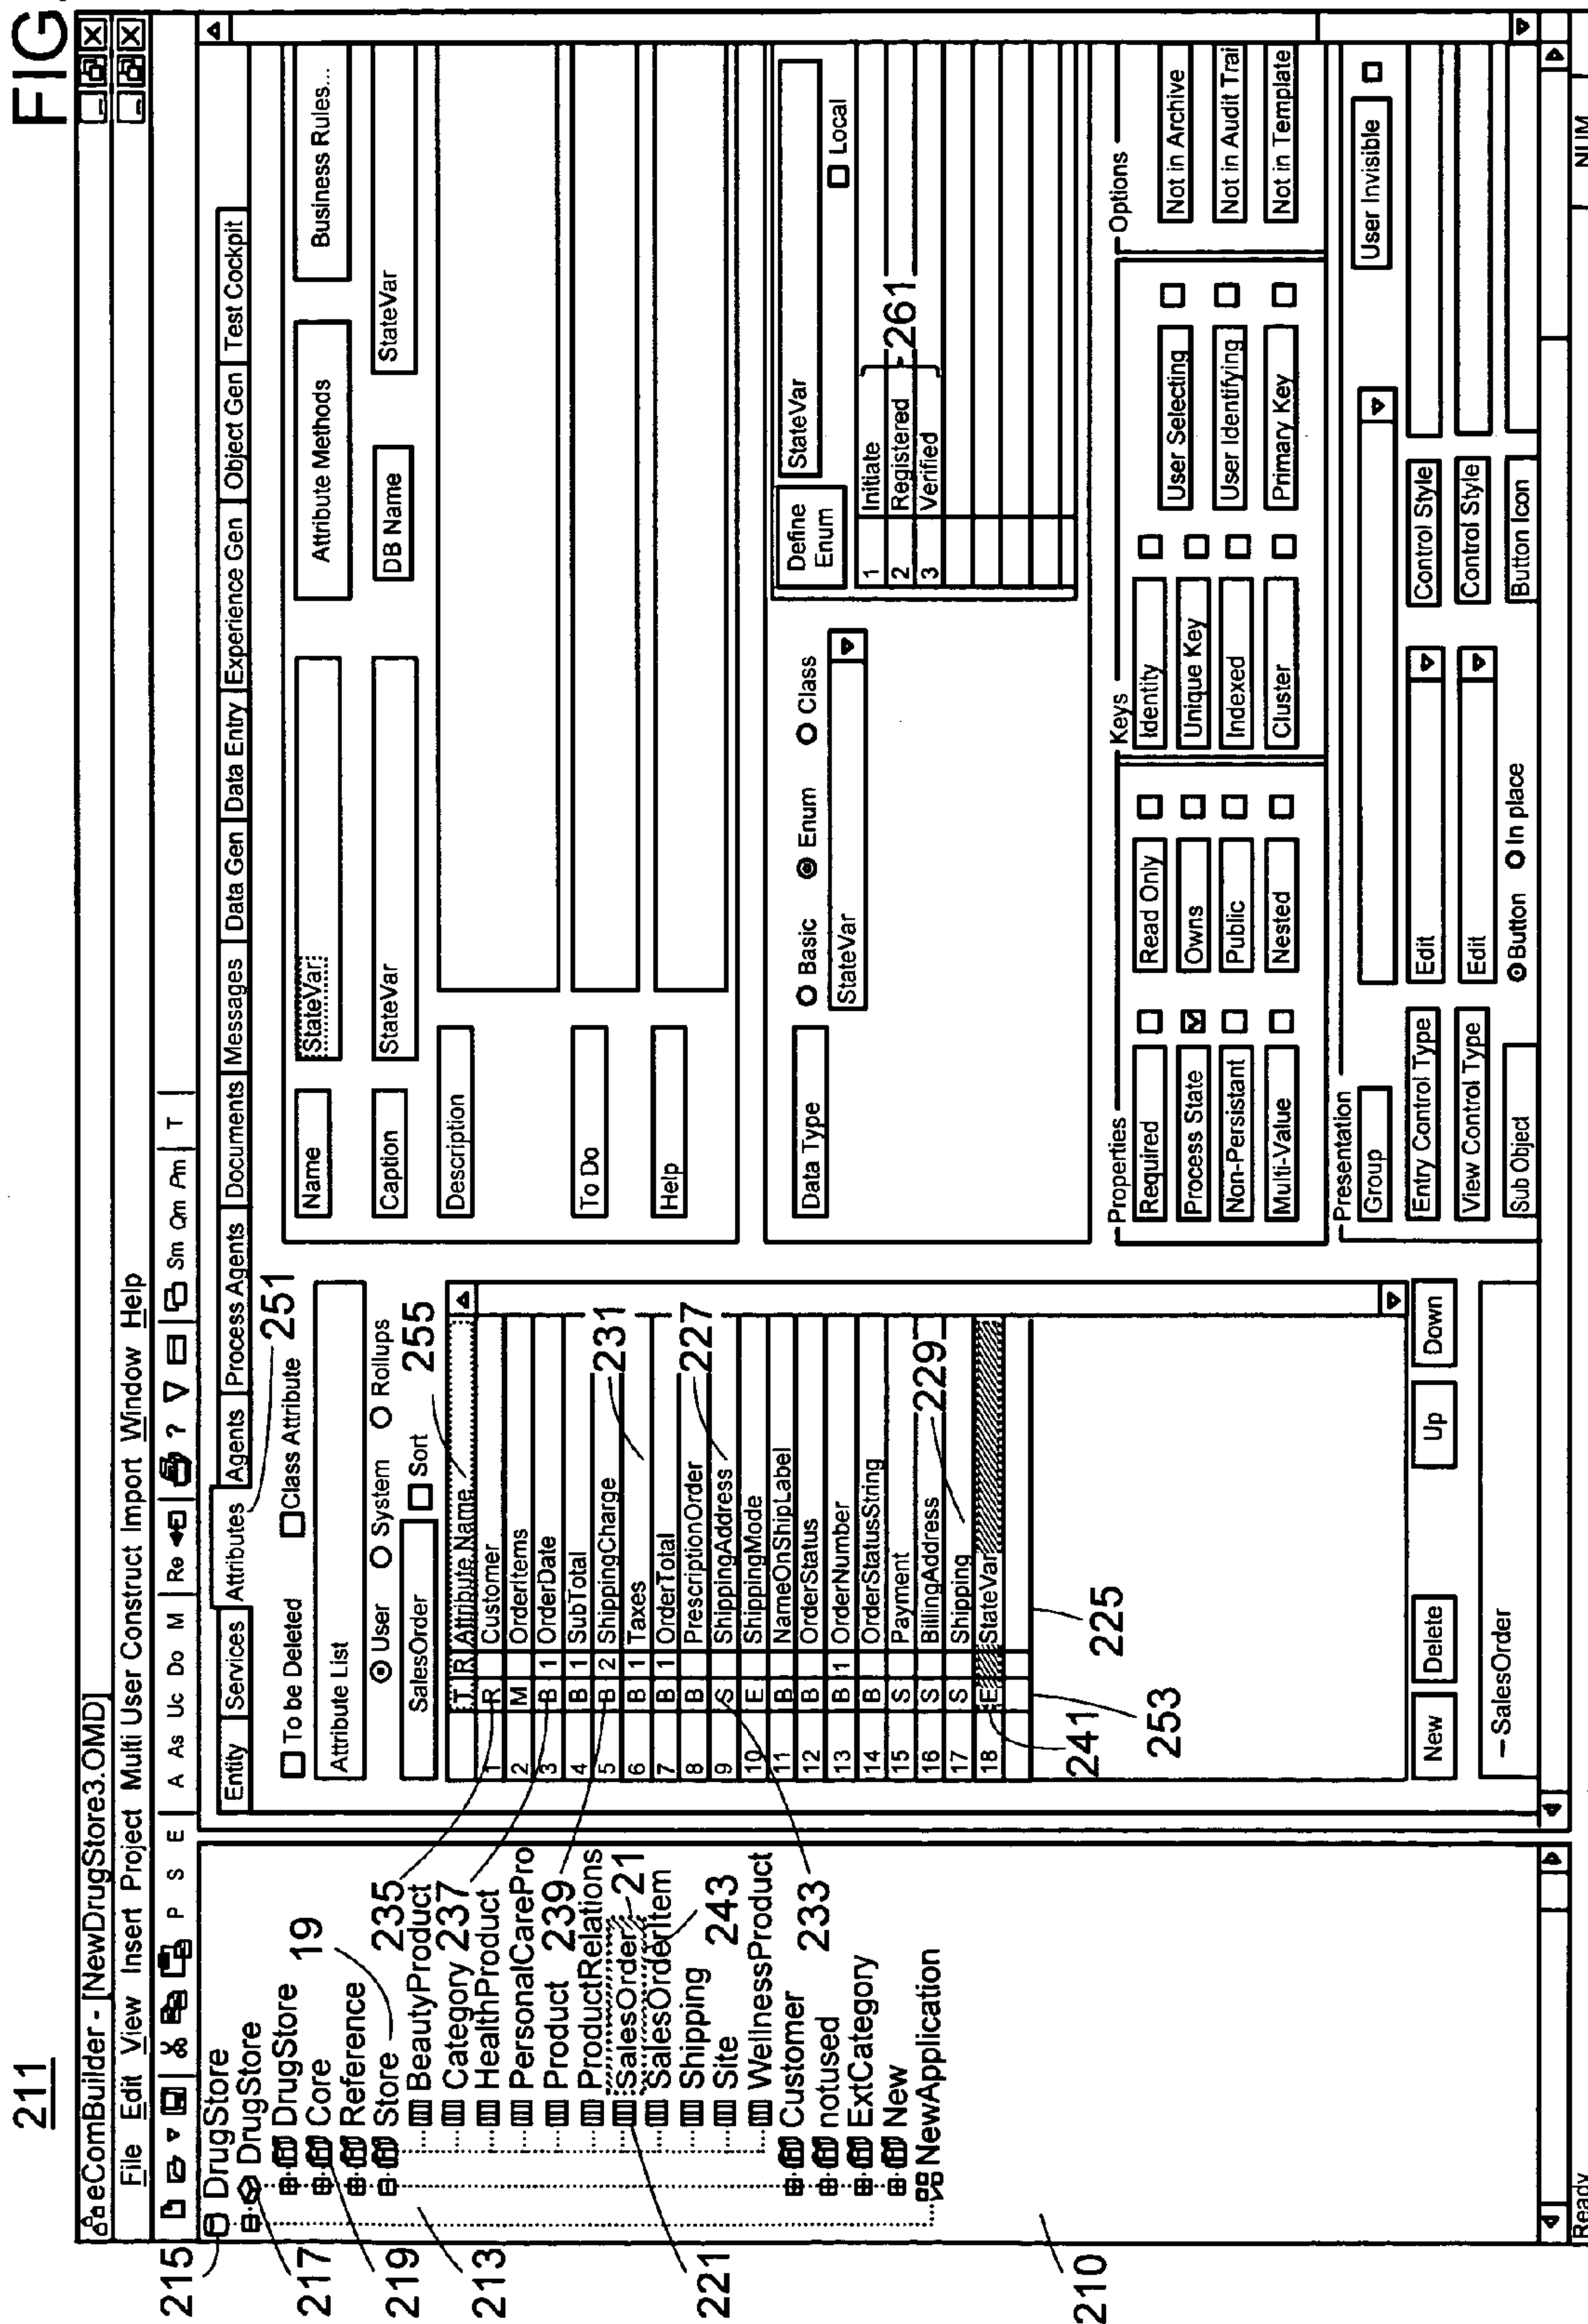 FIG
211
eComBuilder - [NewDrugStore3.OMD]
File Edit View Insert Project Multi User Construct Import Window Help
P S E A As Uc Do M Re ? Sm Qm Pm T
215
217
219
213
221
210
DrugStore
DrugStore
DrugStore
Core
Reference
Store
BeautyProduct
Category
HealthProduct
PersonalCarePro
Product
ProductRelations
SalesOrder
SalesOrderItem
Shipping
Site
WellnessProduct
Customer
notused
ExtCategory
New
NewApplication
19
235
237
239
21
243
233
Entity Services Attributes Agents Process Agents Documents Messages Data Gen Data Entry Experience Gen Object Gen Test Cockpit
To be Deleted Class Attribute 251
Attribute List
User System Rollups
SalesOrder Sort 255
T R Attribute Name
1 R Customer
2 M OrderItems
3 B 1 OrderDate
4 B 1 SubTotal
5 B 2 ShippingCharge
6 B 1 Taxes 231
7 B 1 OrderTotal
8 B PrescriptionOrder
9 S ShippingAddress 227
10 E ShippingMode
11 B NameOnShipLabel
12 B OrderStatus
13 B 1 OrderNumber
14 B OrderStatusString
15 S Payment
16 S BillingAddress 229
17 S Shipping
18 E StateVar
241
253
225
New Delete Up Down
SalesOrder
Name StateVar Attribute Methods Business Rules...
Caption StateVar DB Name StateVar
Description
To Do
Help
Data Type Basic Enum Class
StateVar
Define Enum StateVar
Local
1 Initiate
2 Registered
3 Verified
261
Properties Keys Options
Required Read Only Identity User Selecting Not in Archive
Process State Owns Unique Key User Identifying Not in Audit Trai
Non-Persistant Public Indexed Primary Key Not in Template
Multi-Value Nested Cluster
Presentation
Group User Invisible
Entry Control Type Edit Control Style
View Control Type Edit Control Style
Sub Object Button In place Button Icon
Ready NUM